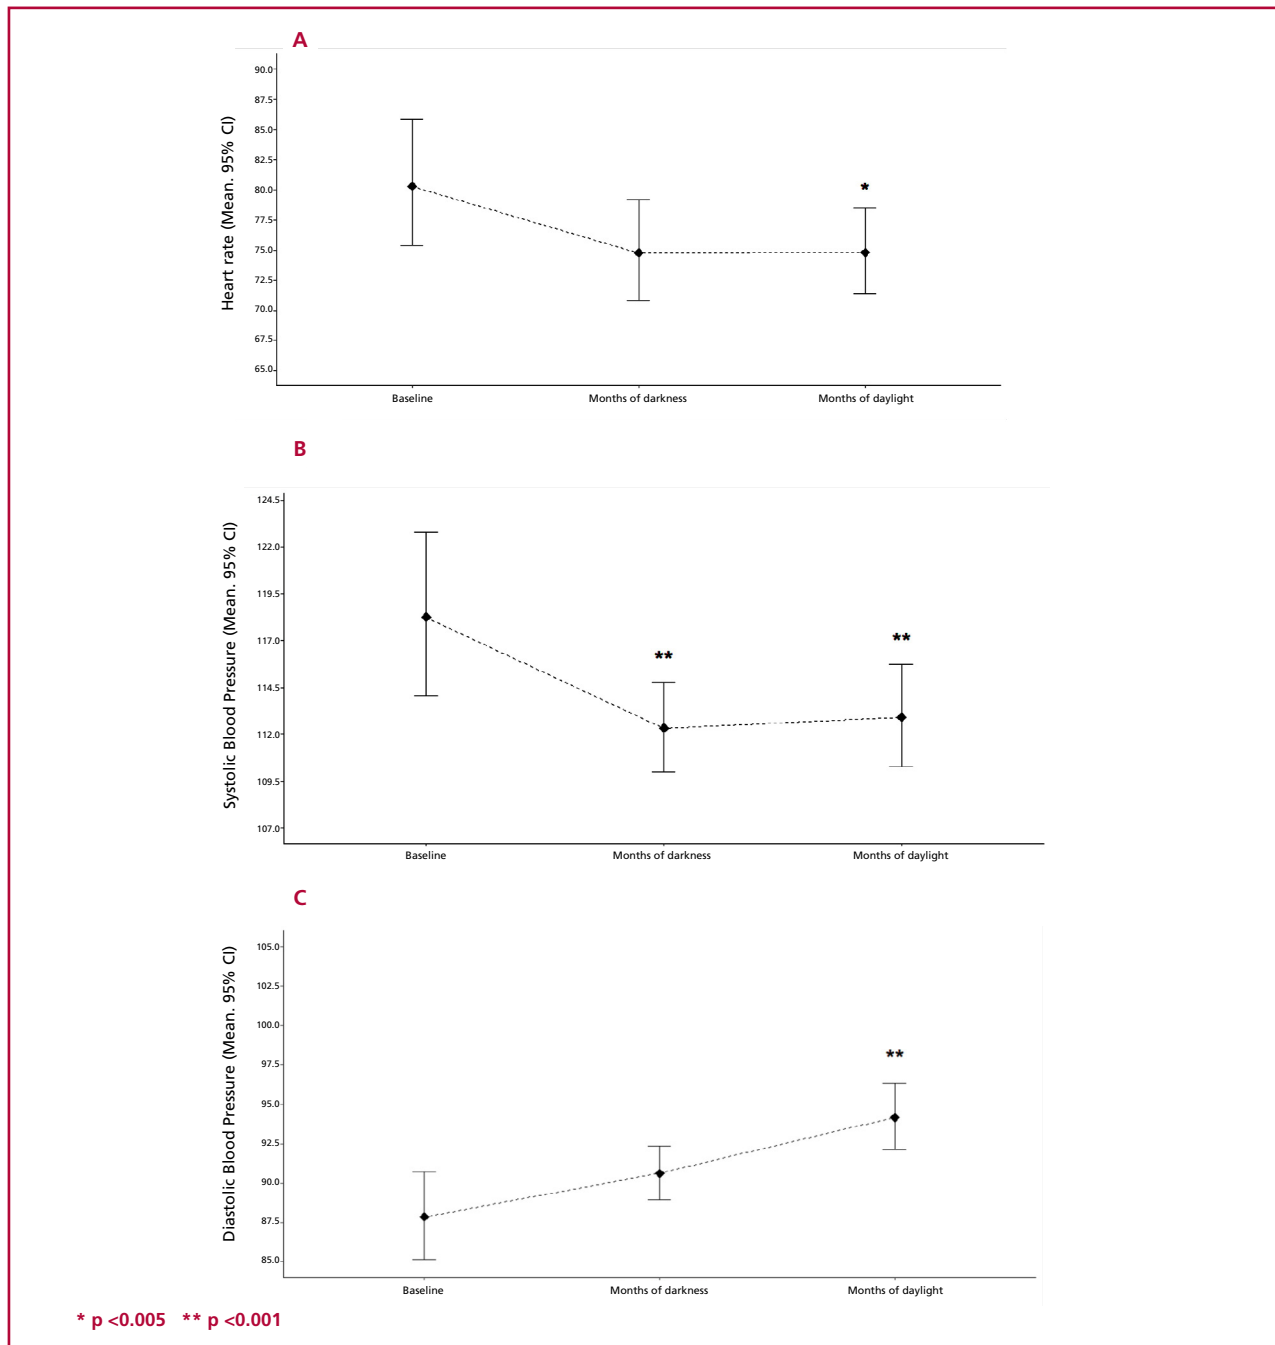 A
Heart rate (Mean. 95% CI)
90.0
87.5
85.0
82.5
80.0
77.5
75.0
72.5
70.0
67.5
65.0
*
Baseline
Months of darkness
Months of daylight
B
Systolic Blood Pressure (Mean. 95% CI)
124.5
122.0
119.5
117.0
114.5
112.0
109.5
107.0
**
**
Baseline
Months of darkness
Months of daylight
C
Diastolic Blood Pressure (Mean. 95% CI)
105.0
102.5
100.0
97.5
95.0
92.5
90.0
87.5
85.0
**
Baseline
Months of darkness
Months of daylight
* p <0.005 ** p <0.001